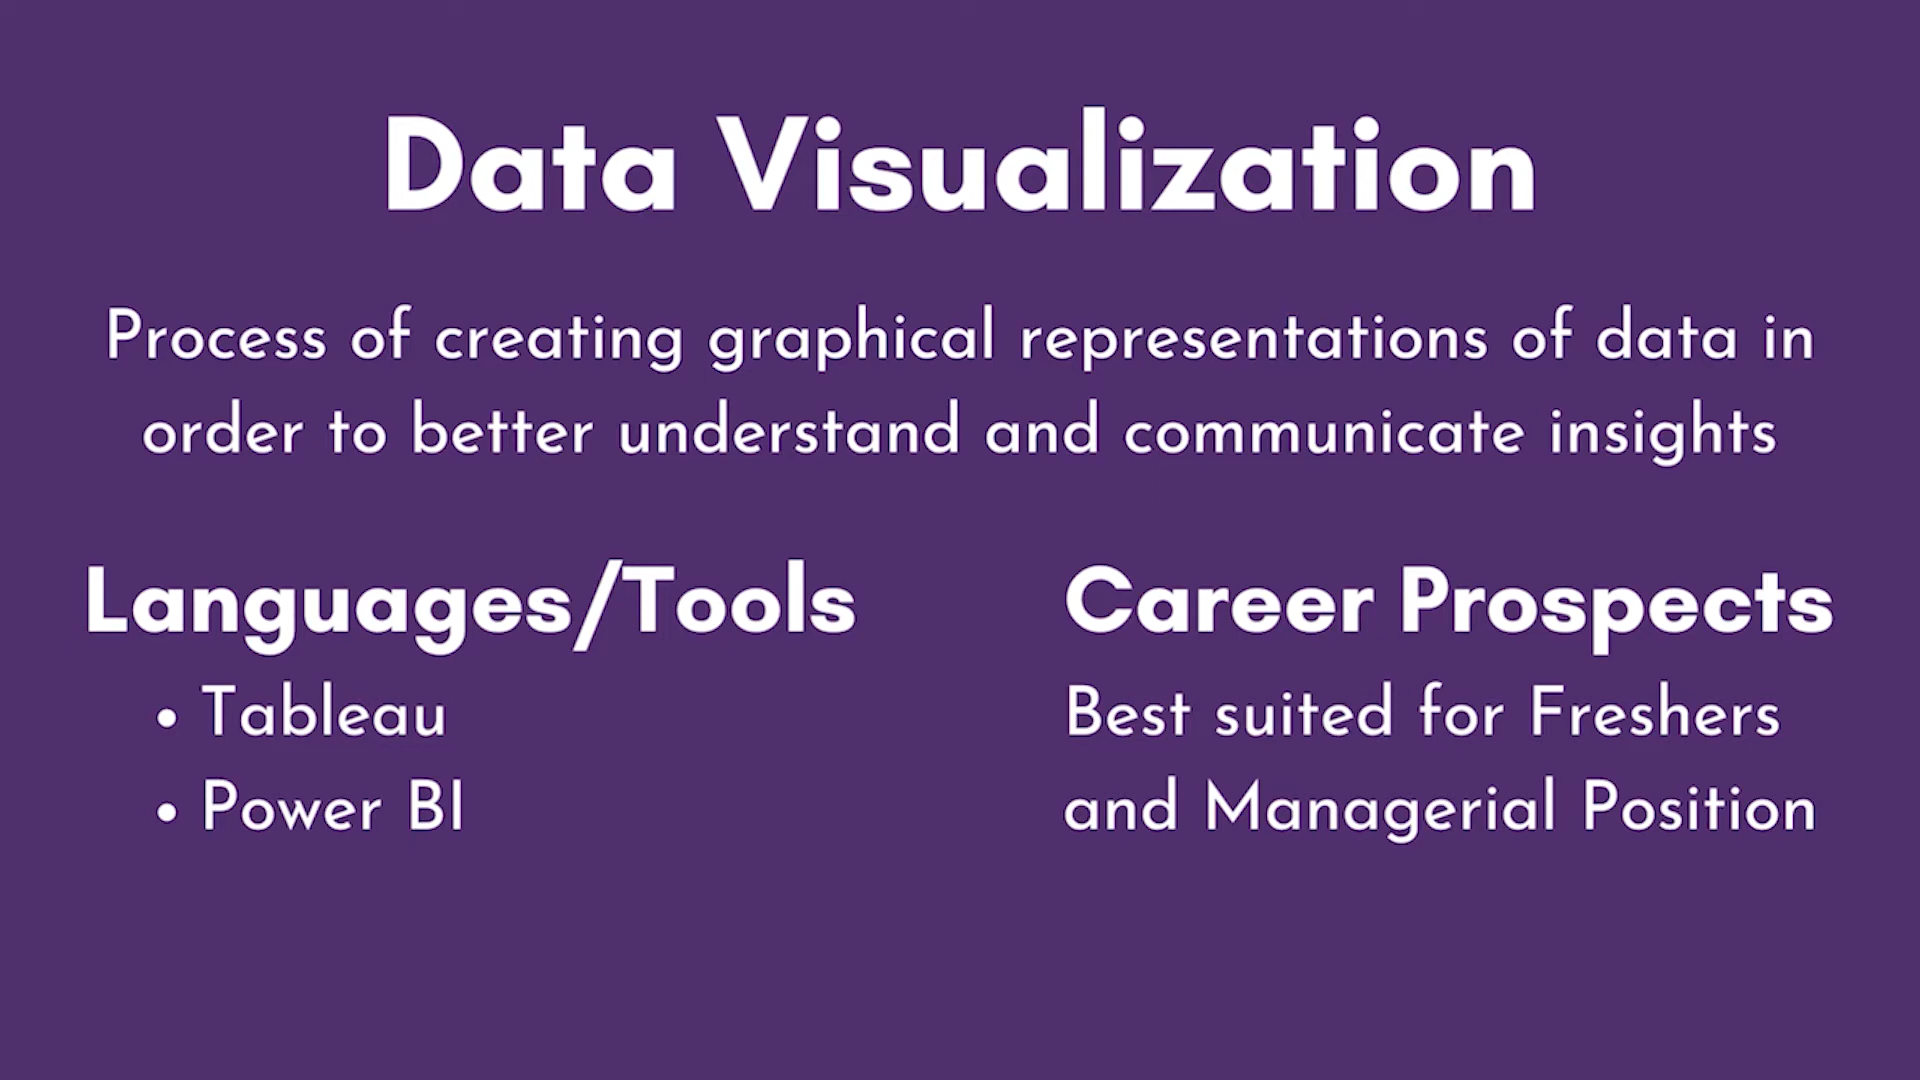 Data Visualization
Process of creating graphical representations of data in
order to better understand and communicate insights
Languages/Tools
• Tableau
• Power BI
Career Prospects
Best suited for Freshers
and Managerial Position